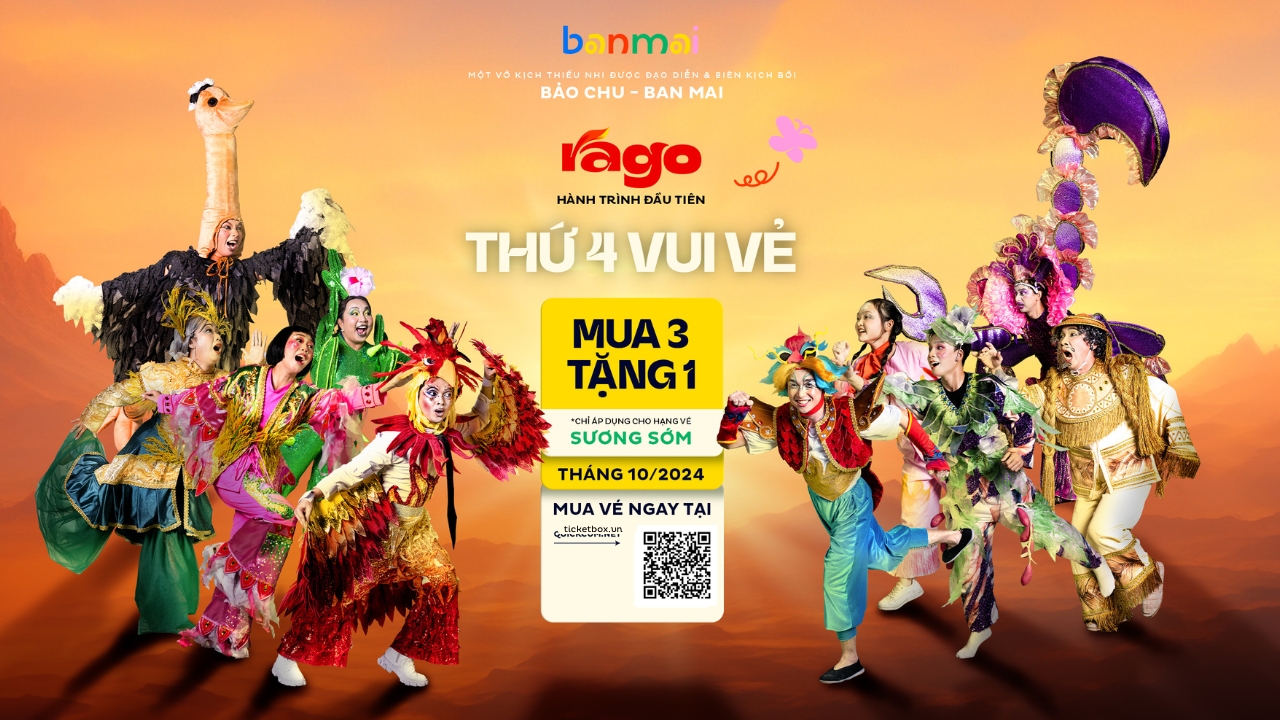 banmai
MỘT VỞ KỊCH THIẾU NHI ĐƯỢC ĐẠO DIỄN & BIÊN KỊCH BỞI
BẢO CHU - BAN MAI
rago
HÀNH TRÌNH ĐẦU TIÊN
THỨ 4 VUI VẺ
MUA 3
TẶNG 1
*CHỈ ÁP DỤNG CHO HẠNG VÉ
SƯƠNG SỚM
THÁNG 10/2024
MUA VÉ NGAY TẠI
ticketbox.vn